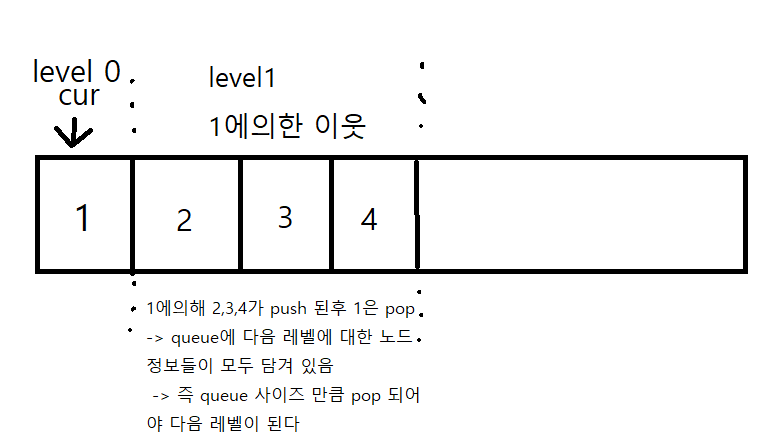 level 0
cur
level1
1에의한 이웃
1
2
3
4
1에의해 2,3,4가 push 된후 1은 pop
-> queue에 다음 레벨에 대한 노드
정보들이 모두 담겨 있음
-> 즉 queue 사이즈 만큼 pop 되어
야 다음 레벨이 된다